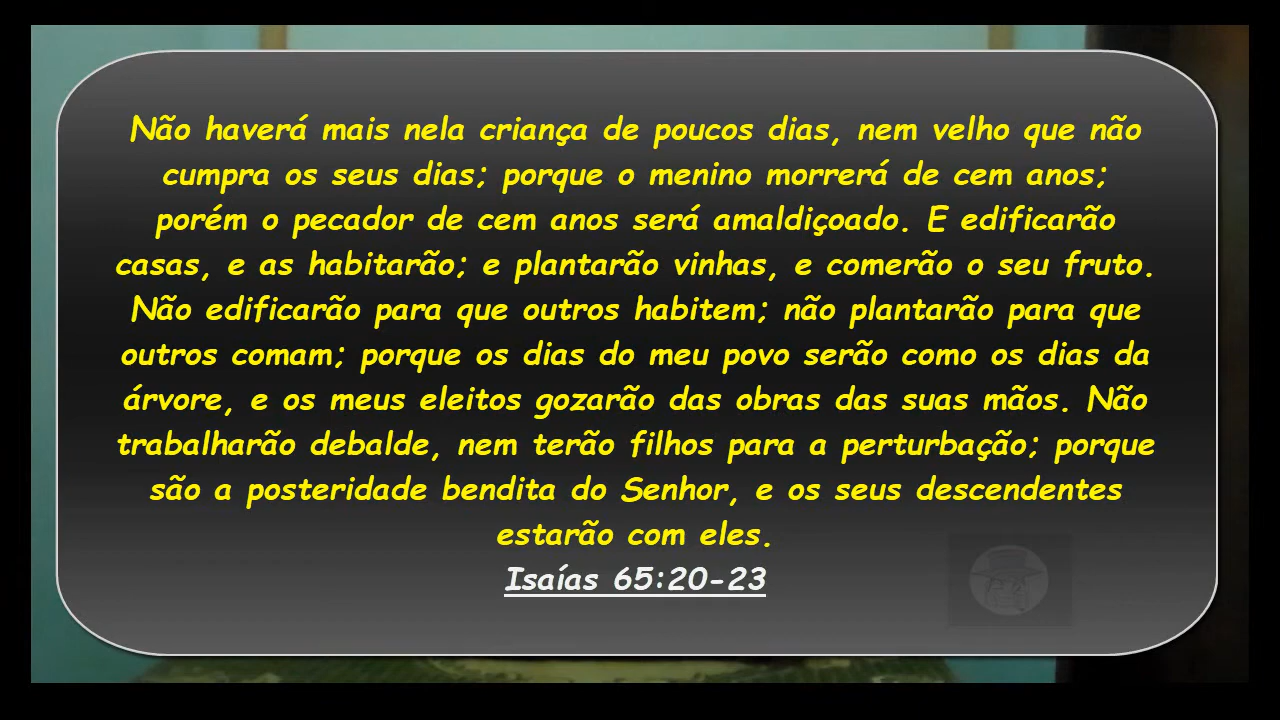 Não haverá mais nela criança de poucos dias, nem velho que não
cumpra os seus dias; porque o menino morrerá de cem anos;
porém o pecador de cem anos será amaldiçoado. E edificarão
casas, e as habitarão; e plantarão vinhas, e comerão o seu fruto.
Não edificarão para que outros habitem; não plantarão para que
outros comam; porque os dias do meu povo serão como os dias da
árvore, e os meus eleitos gozarão das obras das suas mãos. Não
trabalharão debalde, nem terão filhos para a perturbação; porque
são a posteridade bendita do Senhor, e os seus descendentes
estarão com eles.
Isaías 65:20-23